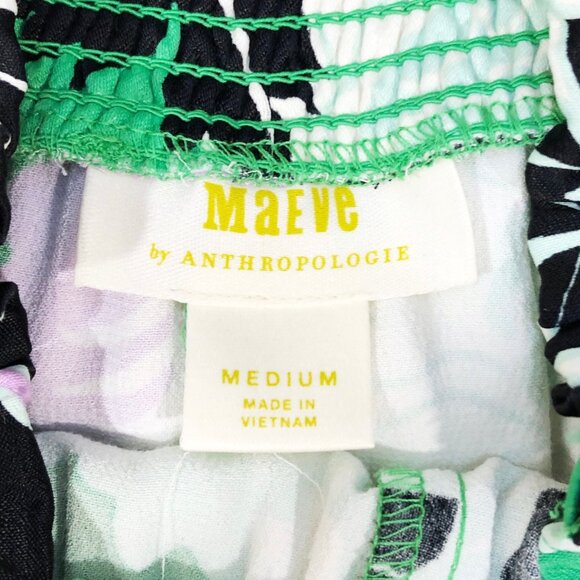 MaEVe
by ANTHROPOLOGIE
MEDIUM
MADE IN
VIETNAM